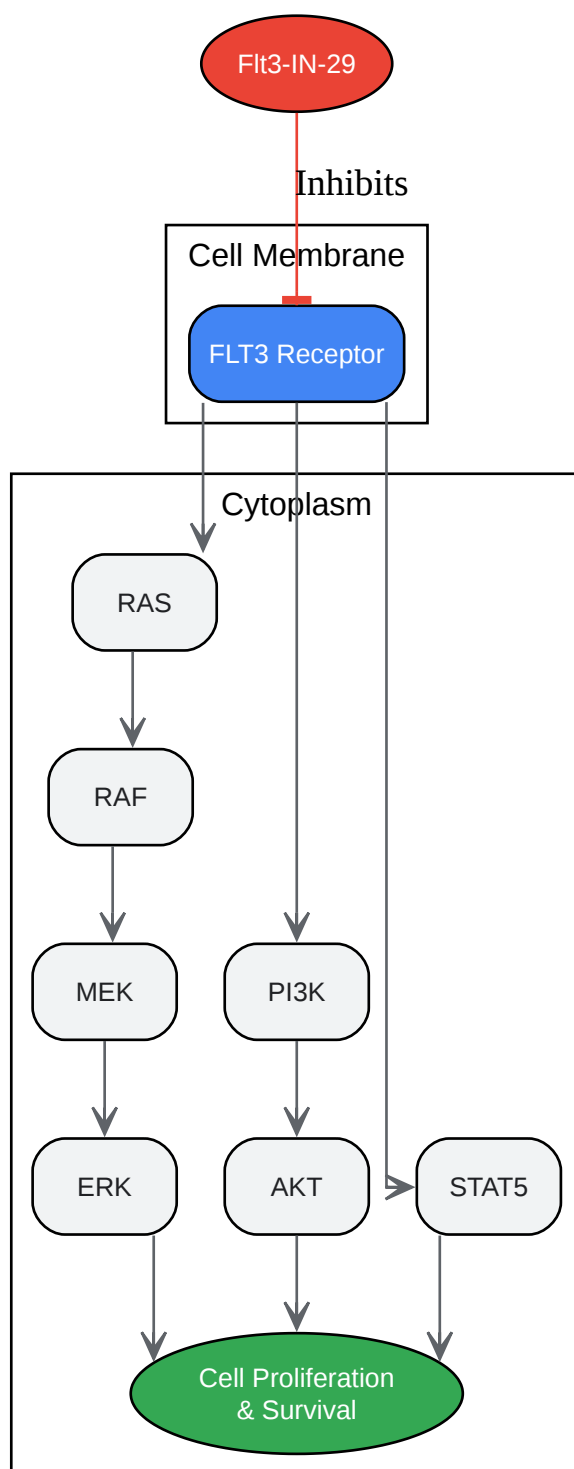 Flt3-IN-29
Inhibits
Cell Membrane
FLT3 Receptor
Cytoplasm
RAS
RAF
MEK
PI3K
ERK
AKT
STAT5
Cell Proliferation
& Survival